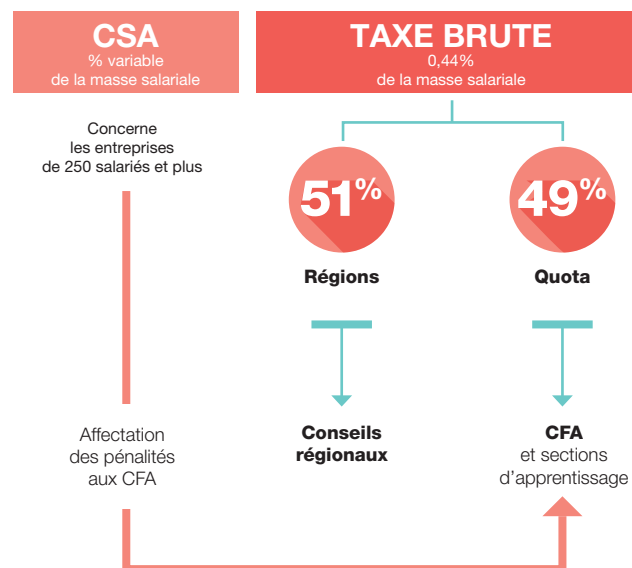 CSA
% variable
de la masse salariale
TAXE BRUTE
0,44%
de la masse salariale
Concerne
les entreprises
de 250 salariés et plus
51%
49%
Régions
Quota
Affectation
des pénalités
aux CFA
Conseils
régionaux
CFA
et sections
d’apprentissage